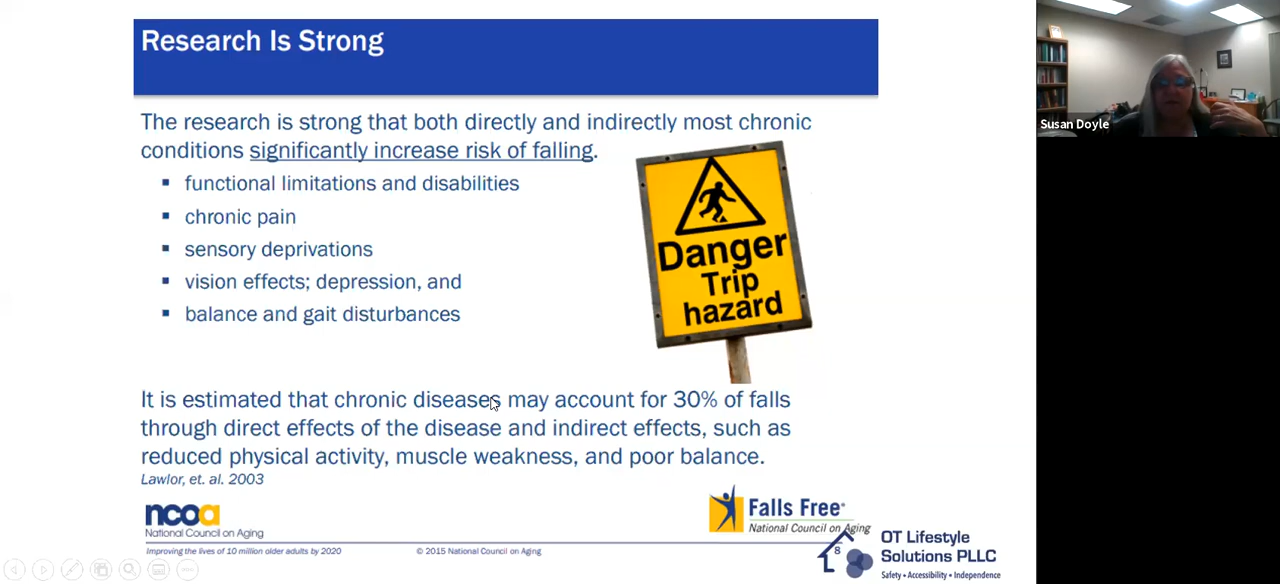 Research Is Strong
The research is strong that both directly and indirectly most chronic
conditions significantly increase risk of falling.
▪ functional limitations and disabilities
▪ chronic pain
▪ sensory deprivations
▪ vision effects; depression, and
▪ balance and gait disturbances
Danger
Trip
hazard
It is estimated that chronic diseases may account for 30% of falls
through direct effects of the disease and indirect effects, such as
reduced physical activity, muscle weakness, and poor balance.
Lawlor, et. al. 2003
ncoa
National Council on Aging
Improving the lives of 10 million older adults by 2020
© 2015 National Council on Aging
Falls Free®
National Council on Aging
8
OT Lifestyle
Solutions PLLC
Safety • Accessibility • Independence
Susan Doyle